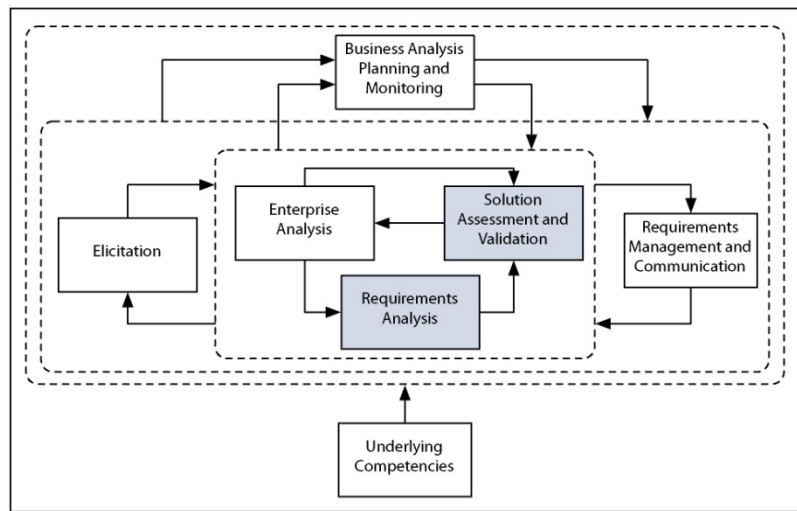 Business Analysis
Planning and
Monitoring
Enterprise
Analysis
Solution
Assessment and
Validation
Elicitation
Requirements
Management and
Communication
Requirements
Analysis
Underlying
Competencies